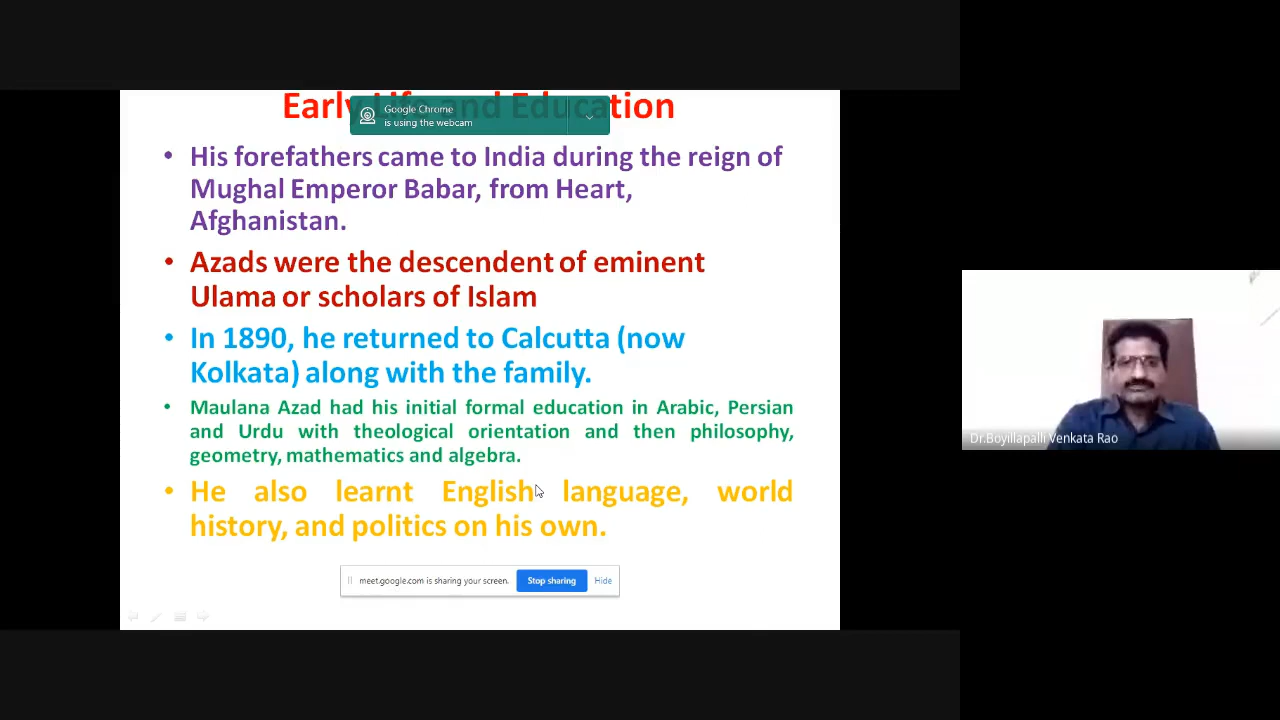 Early Life and Education
Google Chrome
is using the webcam
• His forefathers came to India during the reign of
Mughal Emperor Babar, from Heart,
Afghanistan.
• Azads were the descendent of eminent
Ulama or scholars of Islam
• In 1890, he returned to Calcutta (now
Kolkata) along with the family.
• Maulana Azad had his initial formal education in Arabic, Persian
and Urdu with theological orientation and then philosophy,
geometry, mathematics and algebra.
• He also learnt English language, world
history, and politics on his own.
meet.google.com is sharing your screen. Stop sharing Hide
Dr.Boyillapalli Venkata Rao